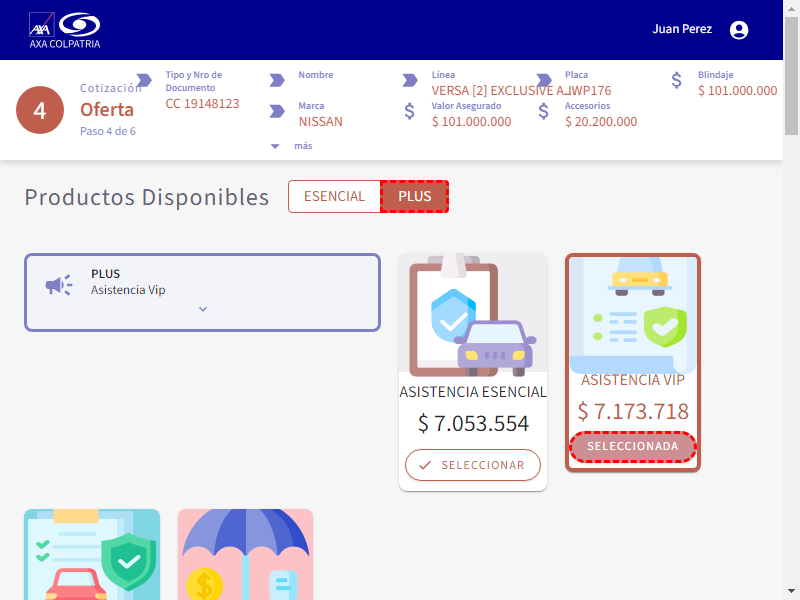 AXA
AXA COLPATRIA
Juan Perez
4
Cotización
Oferta
Paso 4 de 6
Tipo y Nro de
Documento
CC 19148123
Nombre
Marca
NISSAN
más
Línea
VERSA [2] EXCLUSIVE A
Valor Asegurado
$ 101.000.000
Placa
JWP176
Accesorios
$ 20.200.000
Blindaje
$ 101.000.000
Productos Disponibles
ESENCIAL
PLUS
PLUS
Asistencia Vip
ASISTENCIA ESENCIAL
$ 7.053.554
SELECCIONAR
ASISTENCIA VIP
$ 7.173.718
SELECCIONADA